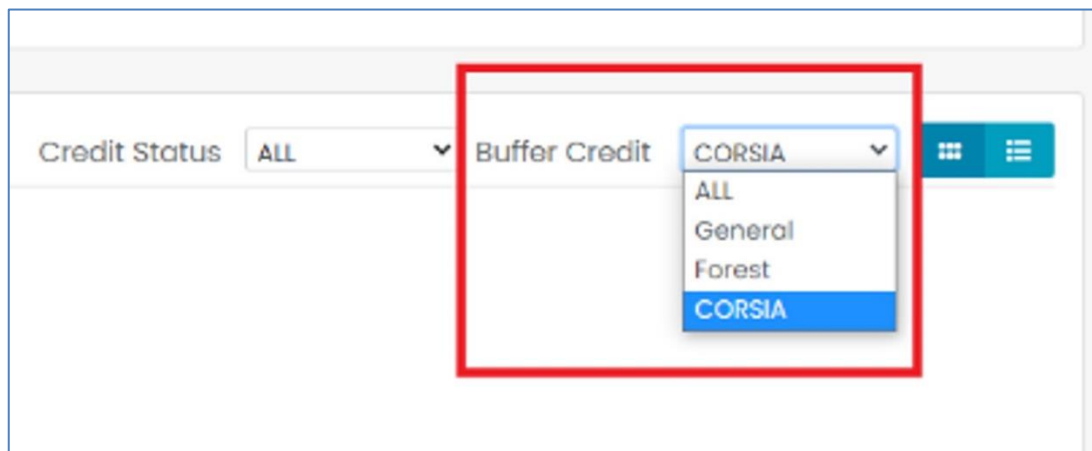 Credit Status ALL Buffer Credit CORSIA
ALL
General
Forest
CORSIA